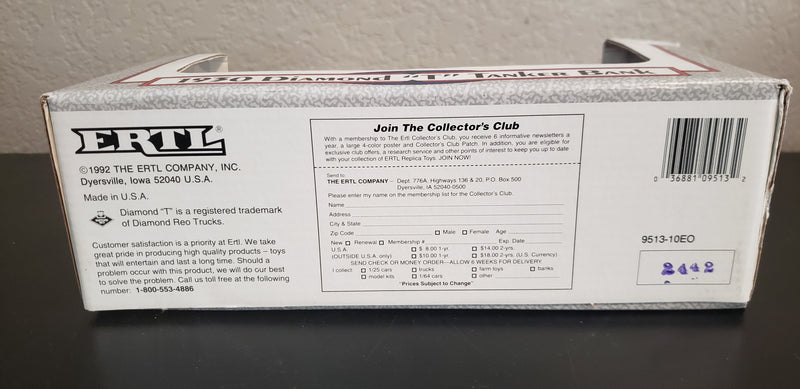 1930 DIAMOND "T" TANKER BANK
ERTL®
©1992 THE ERTL COMPANY, INC.
Dyersville, Iowa 52040 U.S.A.
Made in U.S.A.
Diamond "T" is a registered trademark
of Diamond Reo Trucks.
Customer satisfaction is a priority at Ertl. We take
great pride in producing high quality products – toys
that will entertain and last a long time. Should a
problem occur with this product, we will do our best
to solve the problem. Call us toll free at the following
number: 1-800-553-4886
Join The Collector's Club
With a membership to The Ertl Collector's Club, you receive 6 informative newsletters a
year, a large 4-color poster and Collector's Club Patch. In addition, you are eligible for
exclusive club offers, a research service and other points of interest to keep you up to date
with your collection of ERTL Replica Toys. JOIN NOW!
Send to:
THE ERTL COMPANY – Dept. 776A, Highways 136 & 20, P.O. Box 500
Dyersville, IA 52040-0500
Please enter my name on the membership list for the Collector's Club.
Name
Address
City & State
Zip Code Male Female Age
New Renewal Membership # Exp. Date
U.S.A. $ 8.00 1-yr. $14.00 2-yrs.
(OUTSIDE U.S.A. only) $10.00 1-yr. $18.00 2-yrs. (U.S. Currency)
SEND CHECK OR MONEY ORDER—ALLOW 6 WEEKS FOR DELIVERY
I collect: 1/25 cars trucks farm toys banks
model kits 1/64 cars other
"Prices Subject to Change"
0 36881 09513 2
9513-10EO
2442